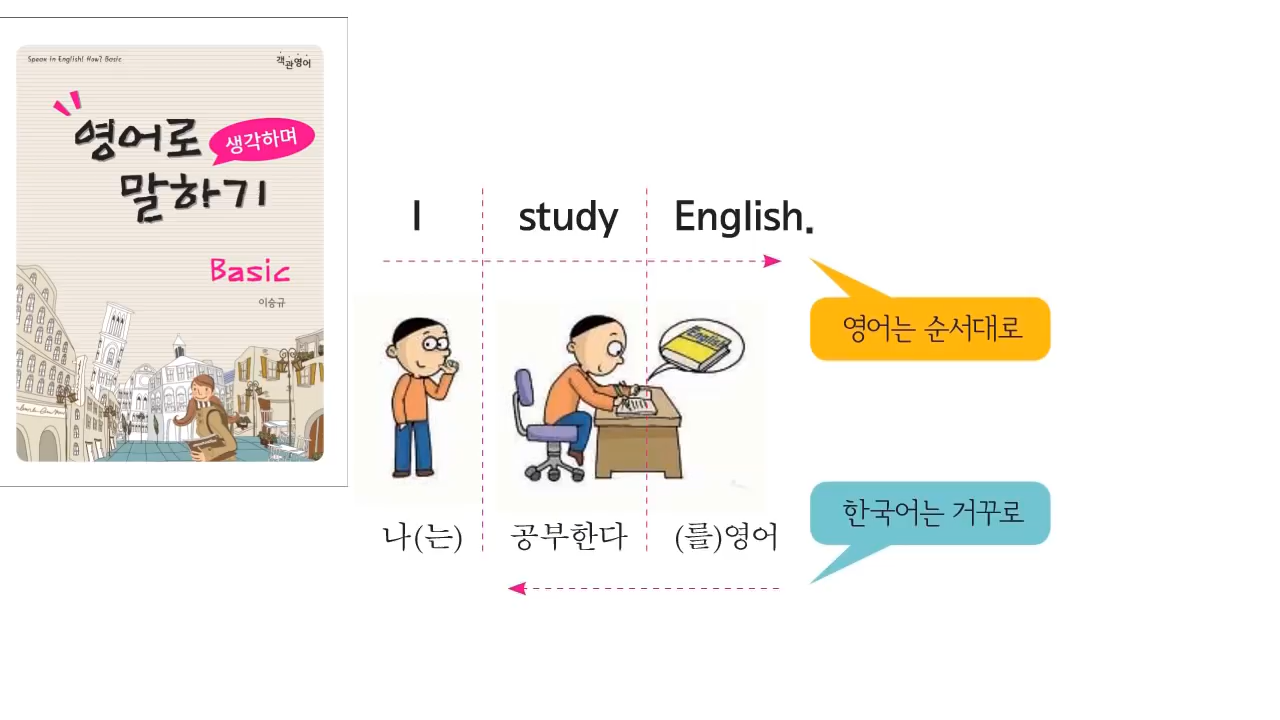 Speak in English! How? Basic
객관영어
영어로 생각하며
말하기
Basic
이승규
I study English.
영어는 순서대로
English
한국어는 거꾸로
나(는) 공부한다 (를)영어